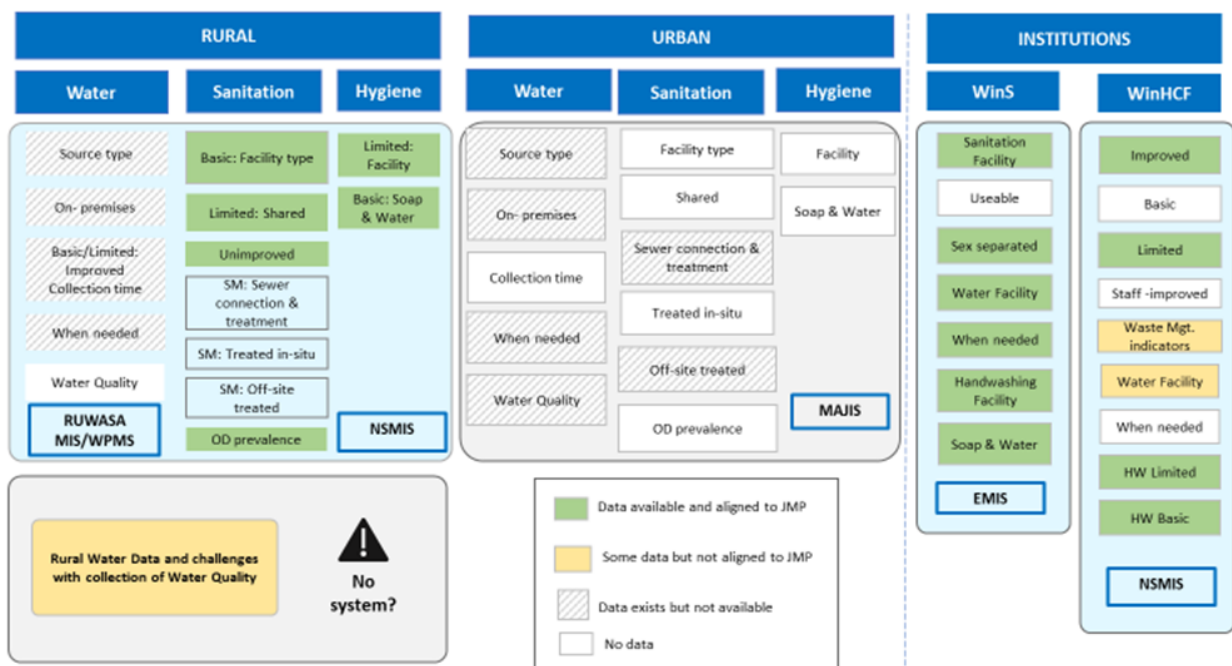 RURAL
URBAN
INSTITUTIONS
Water
Sanitation
Hygiene
Water
Sanitation
Hygiene
WinS
WinHCF
Source type
On- premises
Basic/Limited:
Improved
Collection time
When needed
Water Quality
RUWASA
MIS/WPMS
Basic: Facility type
Limited: Shared
Unimproved
SM: Sewer
connection &
treatment
SM: Treated in-situ
SM: Off-site
treated
OD prevalence
Limited:
Facility
Basic: Soap
& Water
NSMIS
Source type
On- premises
Collection time
When needed
Water Quality
Facility type
Shared
Sewer connection &
treatment
Treated in-situ
Off-site treated
OD prevalence
Facility
Soap & Water
MAJIS
Sanitation
Facility
Useable
Sex separated
Water Facility
When needed
Handwashing
Facility
Soap & Water
EMIS
Improved
Basic
Limited
Staff -improved
Waste Mgt.
indicators
Water Facility
When needed
HW Limited
HW Basic
NSMIS
Rural Water Data and challenges
with collection of Water Quality
No
system?
Data available and aligned to JMP
Some data but not aligned to JMP
Data exists but not available
No data